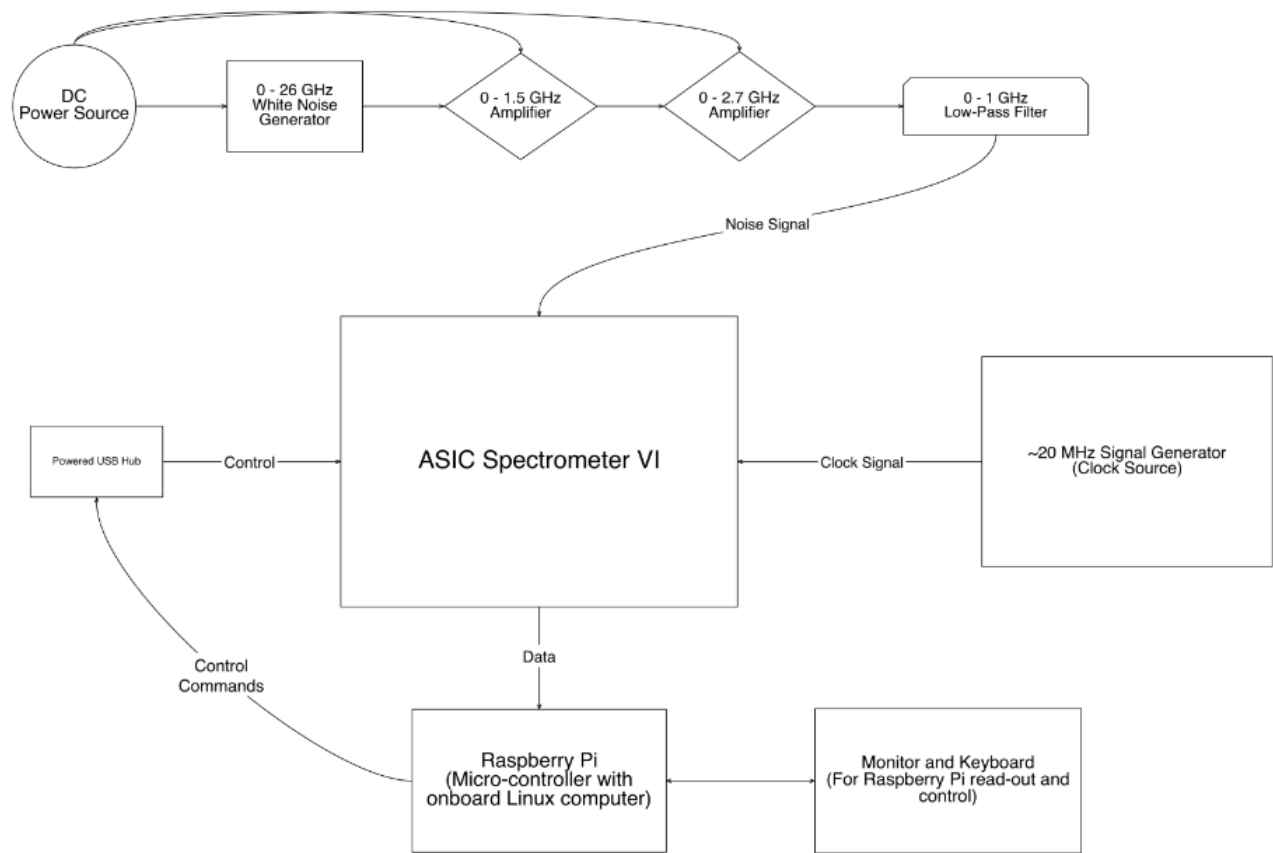 DC
Power Source
0 - 26 GHz
White Noise
Generator
0 - 1.5 GHz
Amplifier
0 - 2.7 GHz
Amplifier
0 - 1 GHz
Low-Pass Filter
Noise Signal
Powered USB Hub
Control
ASIC Spectrometer VI
Clock Signal
~20 MHz Signal Generator
(Clock Source)
Data
Control
Commands
Raspberry Pi
(Micro-controller with
onboard Linux computer)
Monitor and Keyboard
(For Raspberry Pi read-out and
control)